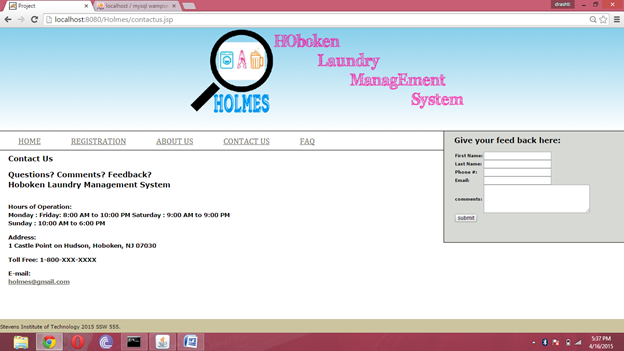 Project
localhost / mysql wampse
drashti
localhost:8080/Holmes/contactus.jsp
HOboken
Laundry
ManagEment
System
HOLMES
HOME REGISTRATION ABOUT US CONTACT US FAQ
Contact Us
Questions? Comments? Feedback?
Hoboken Laundry Management System
Hours of Operation:
Monday : Friday: 8:00 AM to 10:00 PM Saturday : 9:00 AM to 9:00 PM
Sunday : 10:00 AM to 6:00 PM
Address:
1 Castle Point on Hudson, Hoboken, NJ 07030
Toll Free: 1-800-XXX-XXXX
E-mail:
holmes@gmail.com
Give your feed back here:
First Name:
Last Name:
Phone #:
Email:
comments:
submit
Stevens Institute of Technology 2015 SSW 555.
5:37 PM
4/16/2015